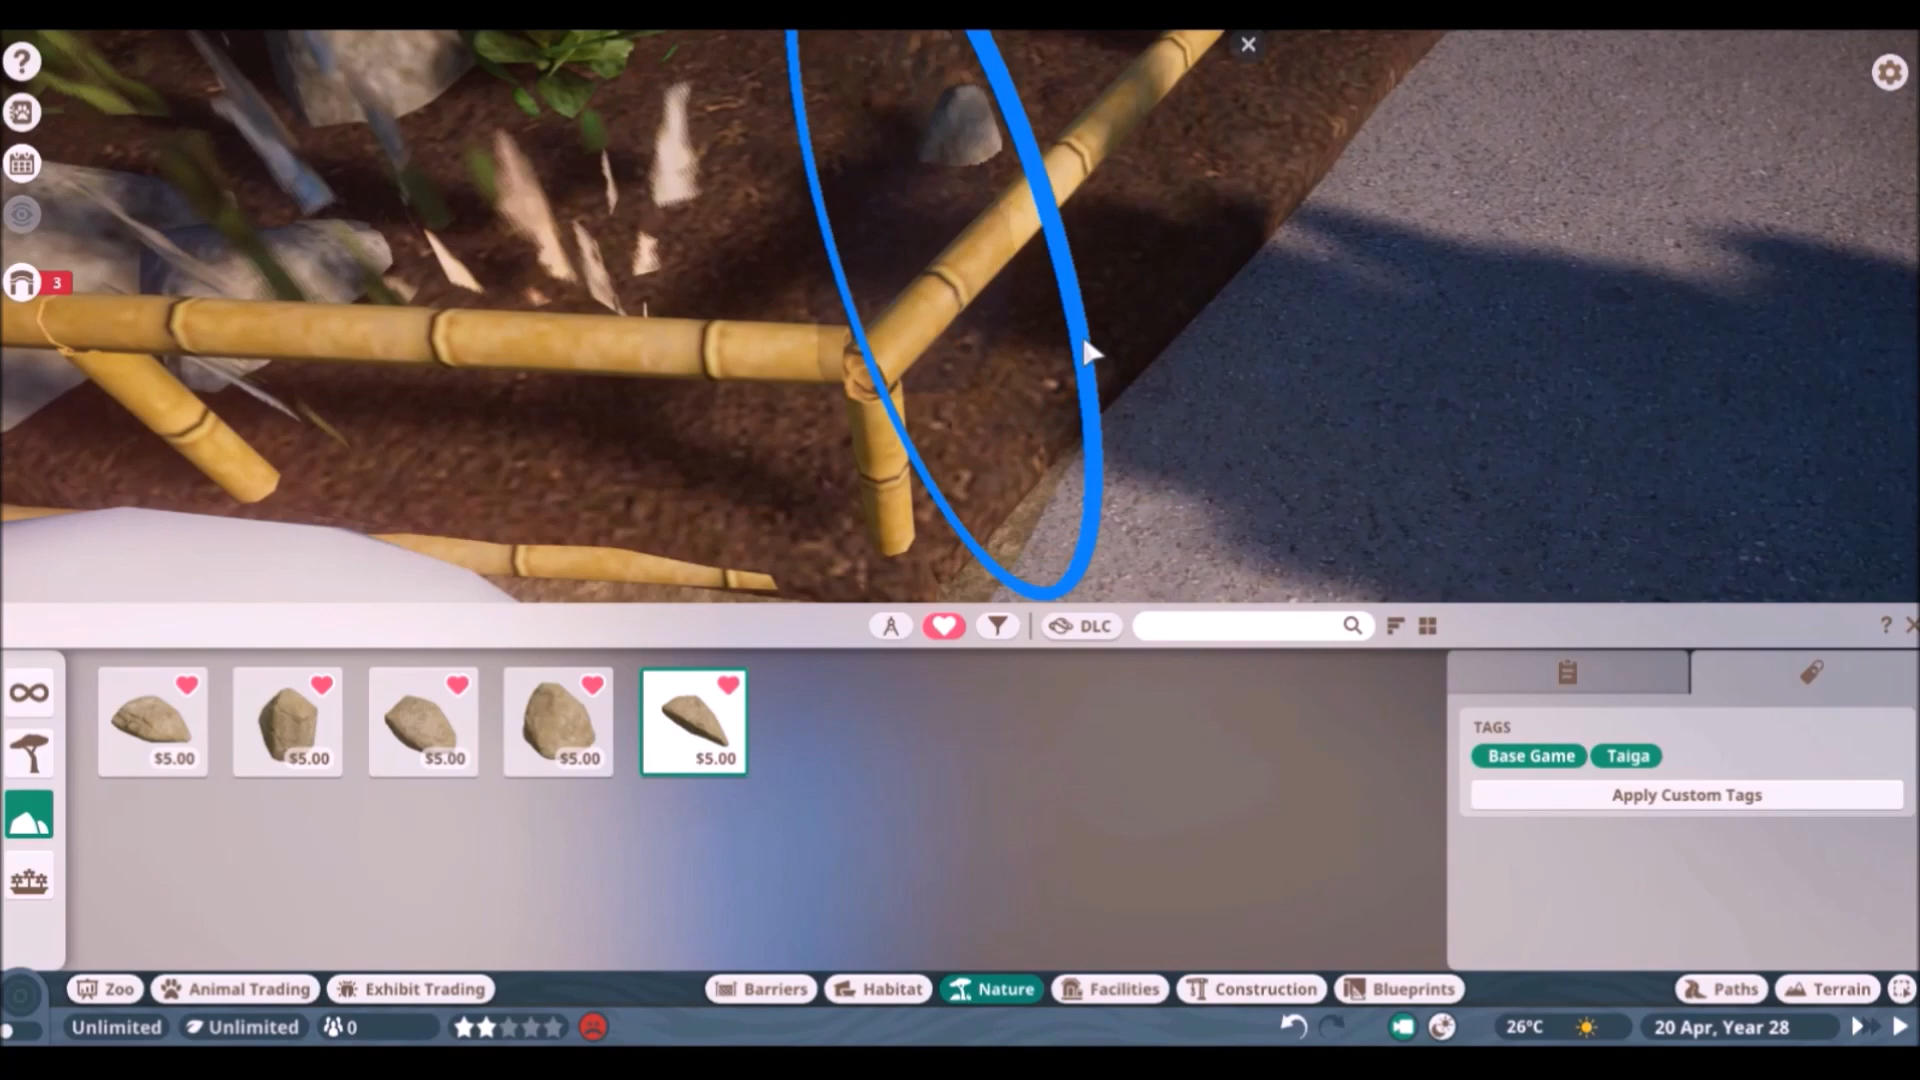 3
DLC
$5.00
$5.00
$5.00
$5.00
$5.00
TAGS
Base Game
Taiga
Apply Custom Tags
Zoo
Animal Trading
Exhibit Trading
Barriers
Habitat
Nature
Facilities
Construction
Blueprints
Paths
Terrain
Unlimited
Unlimited
0
26°C
20 Apr, Year 28